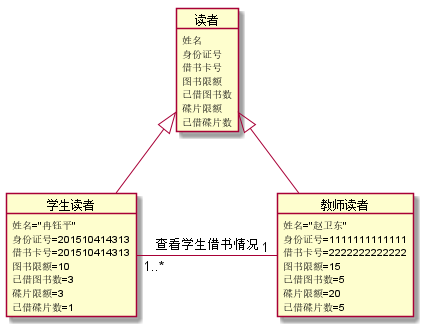 读者
姓名
身份证号
借书卡号
图书限额
已借图书数
碟片限额
已借碟片数
学生读者
姓名="冉钰平"
身份证号=201510414313
借书卡号=201510414313
图书限额=10
已借图书数=3
碟片限额=3
已借碟片数=1
查看学生借书情况
1
1..*
教师读者
姓名="赵卫东"
身份证号=1111111111111
借书卡号=2222222222222
图书限额=15
已借图书数=5
碟片限额=20
已借碟片数=5